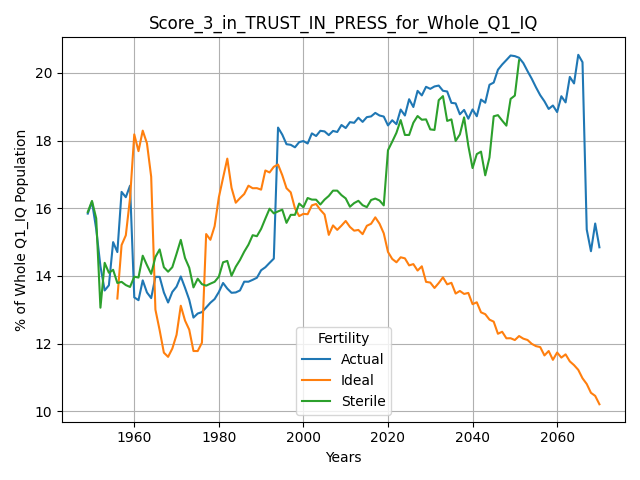 Score_3_in_TRUST_IN_PRESS_for_Whole_Q1_IQ
% of Whole Q1_IQ Population
20
18
16
14
12
10
Fertility
Actual
Ideal
Sterile
1960 1980 2000 2020 2040 2060
Years